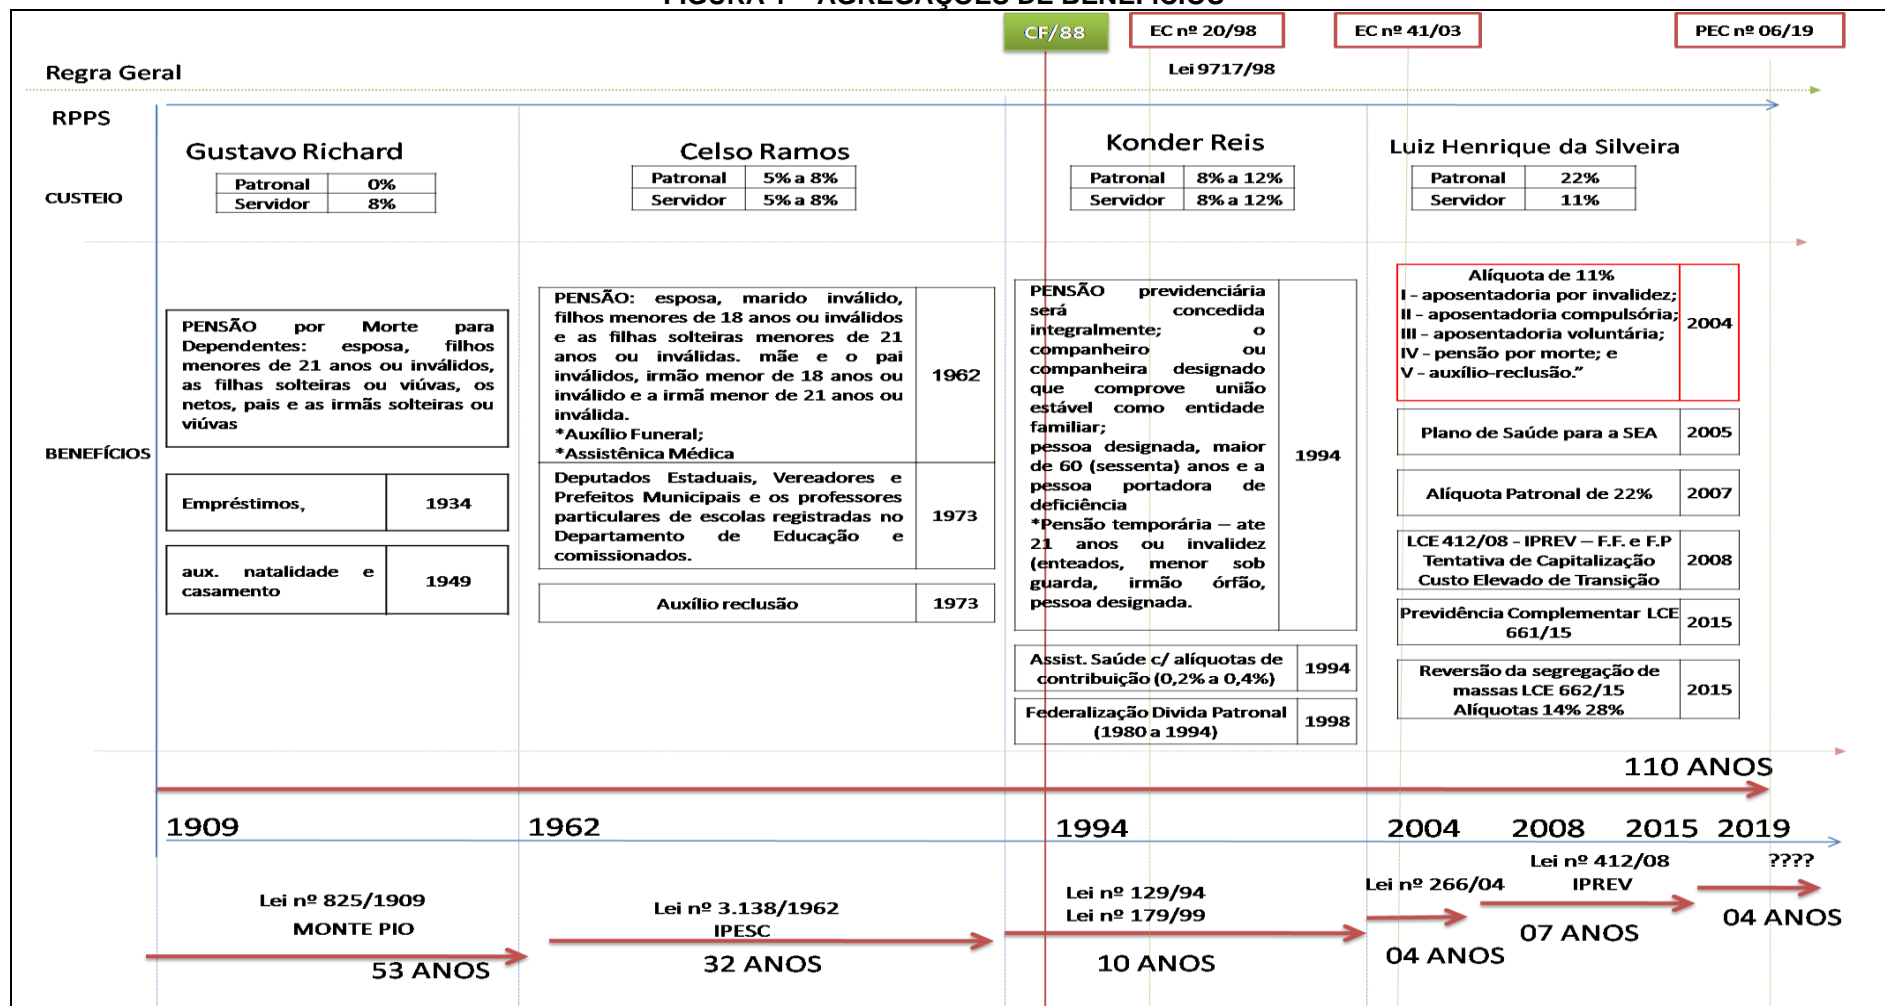 CF/88
EC nº 20/98
EC nº 41/03
PEC nº 06/19
Regra Geral
Lei 9717/98
RPPS
Gustavo Richard
Celso Ramos
Konder Reis
Luiz Henrique da Silveira
CUSTEIO
Patronal 0%
Servidor 8%
Patronal 5% a 8%
Servidor 5% a 8%
Patronal 8% a 12%
Servidor 8% a 12%
Patronal 22%
Servidor 11%
BENEFÍCIOS
PENSÃO por Morte para
Dependentes: esposa, filhos
menores de 21 anos ou inválidos,
as filhas solteiras ou viúvas, os
netos, pais e as irmãs solteiras ou
viúvas
Empréstimos, 1934
aux. natalidade e
casamento
1949
PENSÃO: esposa, marido inválido,
filhos menores de 18 anos ou inválidos
e as filhas solteiras menores de 21
anos ou inválidas. mãe e o pai
inválidos, irmão menor de 18 anos ou
inválido e a irmã menor de 21 anos ou
inválida.
*Auxílio Funeral;
*Assistênica Médica
1962
Deputados Estaduais, Vereadores e
Prefeitos Municipais e os professores
particulares de escolas registradas no
Departamento de Educação e
comissionados.
1973
Auxílio reclusão 1973
PENSÃO previdenciária
será concedida
integralmente; o
companheiro ou
companheira designado
que comprove união
estável como entidade
familiar;
pessoa designada, maior
de 60 (sessenta) anos e a
pessoa portadora de
deficiência
*Pensão temporária – ate
21 anos ou invalidez
(enteados, menor sob
guarda, irmão órfão,
pessoa designada.
1994
Assist. Saúde c/ alíquotas de
contribuição (0,2% a 0,4%)
1994
Federalização Divida Patronal
(1980 a 1994)
1998
Alíquota de 11%
I - aposentadoria por invalidez;
II - aposentadoria compulsória;
III - aposentadoria voluntária;
IV - pensão por morte; e
V - auxílio-reclusão.”
2004
Plano de Saúde para a SEA 2005
Alíquota Patronal de 22% 2007
LCE 412/08 - IPREV – F.F. e F.P
Tentativa de Capitalização
Custo Elevado de Transição
2008
Previdência Complementar LCE
661/15
2015
Reversão da segregação de
massas LCE 662/15
Alíquotas 14% 28%
2015
110 ANOS
1909 1962 1994 2004 2008 2015 2019
Lei nº 825/1909
MONTE PIO
53 ANOS
Lei nº 3.138/1962
IPESC
32 ANOS
Lei nº 129/94
Lei nº 179/99
10 ANOS
Lei nº 266/04
04 ANOS
Lei nº 412/08
IPREV
07 ANOS
????
04 ANOS